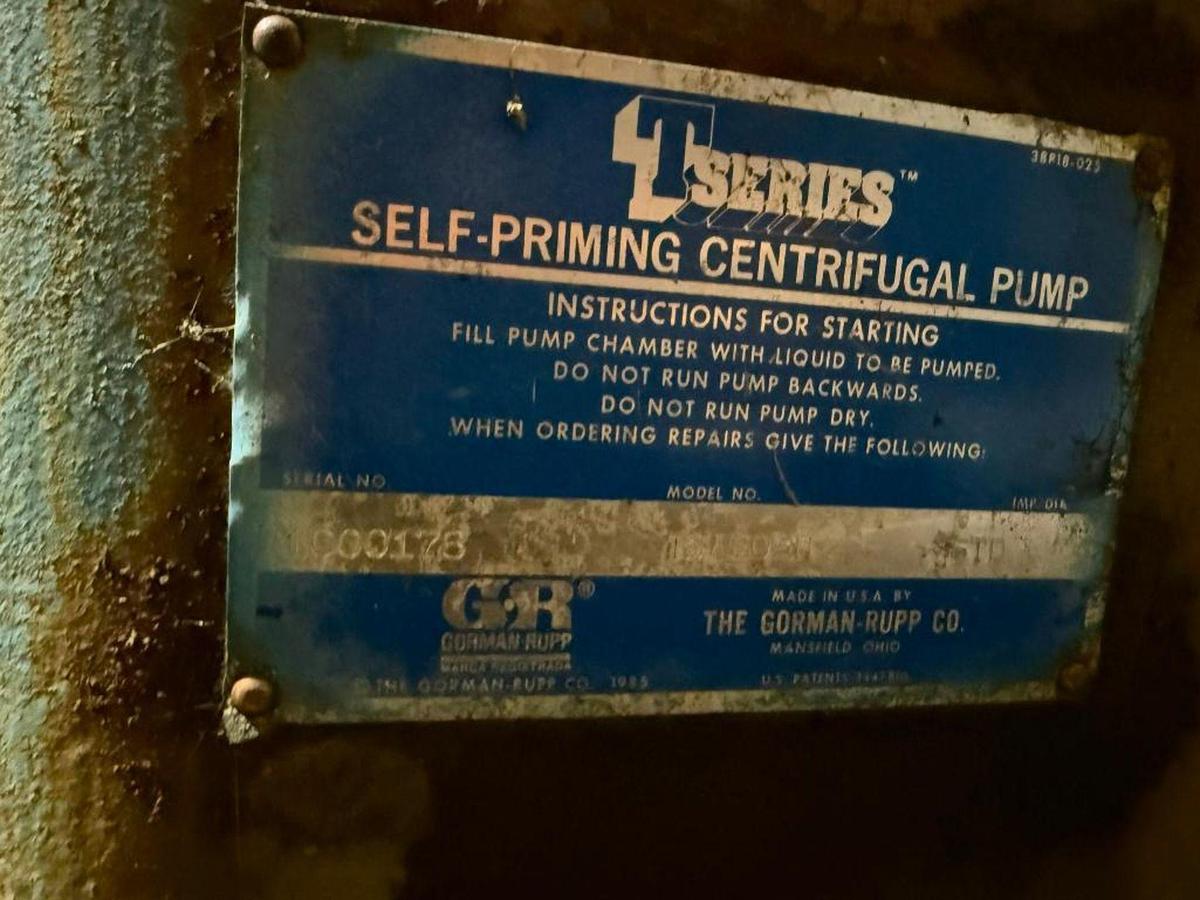 T SERIES™
38818-025
SELF-PRIMING CENTRIFUGAL PUMP
INSTRUCTIONS FOR STARTING
FILL PUMP CHAMBER WITH LIQUID TO BE PUMPED.
DO NOT RUN PUMP BACKWARDS.
DO NOT RUN PUMP DRY.
WHEN ORDERING REPAIRS GIVE THE FOLLOWING:
SERIAL NO. MODEL NO. IMP. DIA.
STD
G·R®
GORMAN-RUPP
MARCA REGISTRADA
© THE GORMAN-RUPP CO. 1985
MADE IN U.S.A. BY
THE GORMAN-RUPP CO.
MANSFIELD OHIO
U.S. PATENTS